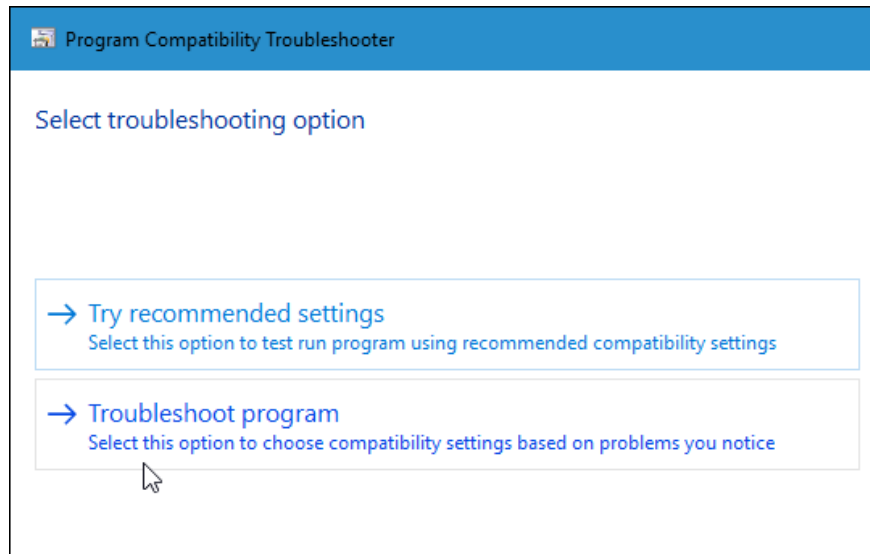 Program Compatibility Troubleshooter
Select troubleshooting option
Try recommended settings
Select this option to test run program using recommended compatibility settings
Troubleshoot program
Select this option to choose compatibility settings based on problems you notice